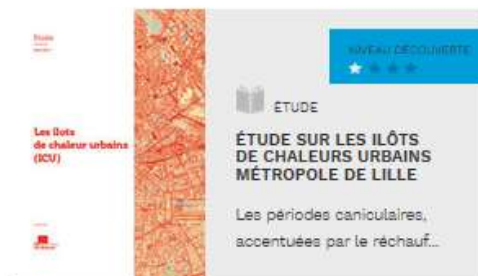 Étude
Les îlots
de chaleur urbains
(ICU)
NIVEAU DÉCOUVERTE
ÉTUDE
ÉTUDE SUR LES ILÔTS
DE CHALEURS URBAINS
MÉTROPOLE DE LILLE
Les périodes caniculaires,
accentuées par le réchauf...